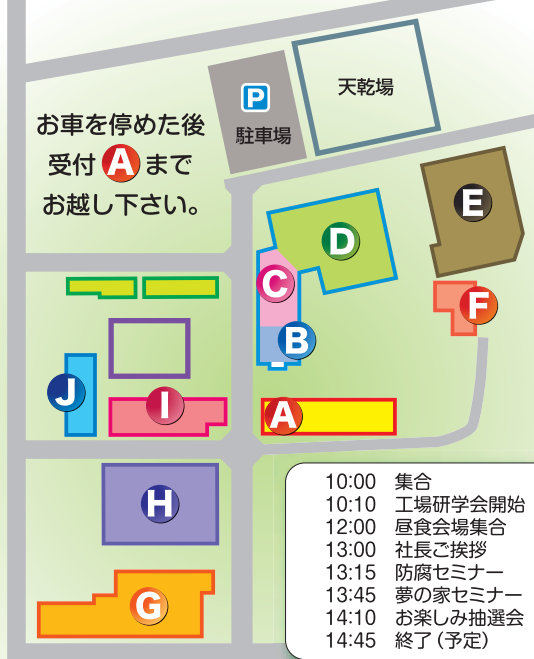 P
駐車場
天乾場
お車を停めた後
受付 A まで
お越し下さい。
E
D
C
F
B
J
I
A
H
G
10:00 集合
10:10 工場研学会開始
12:00 昼食会場集合
13:00 社長ご挨拶
13:15 防腐セミナー
13:45 夢の家セミナー
14:10 お楽しみ抽選会
14:45 終了(予定)